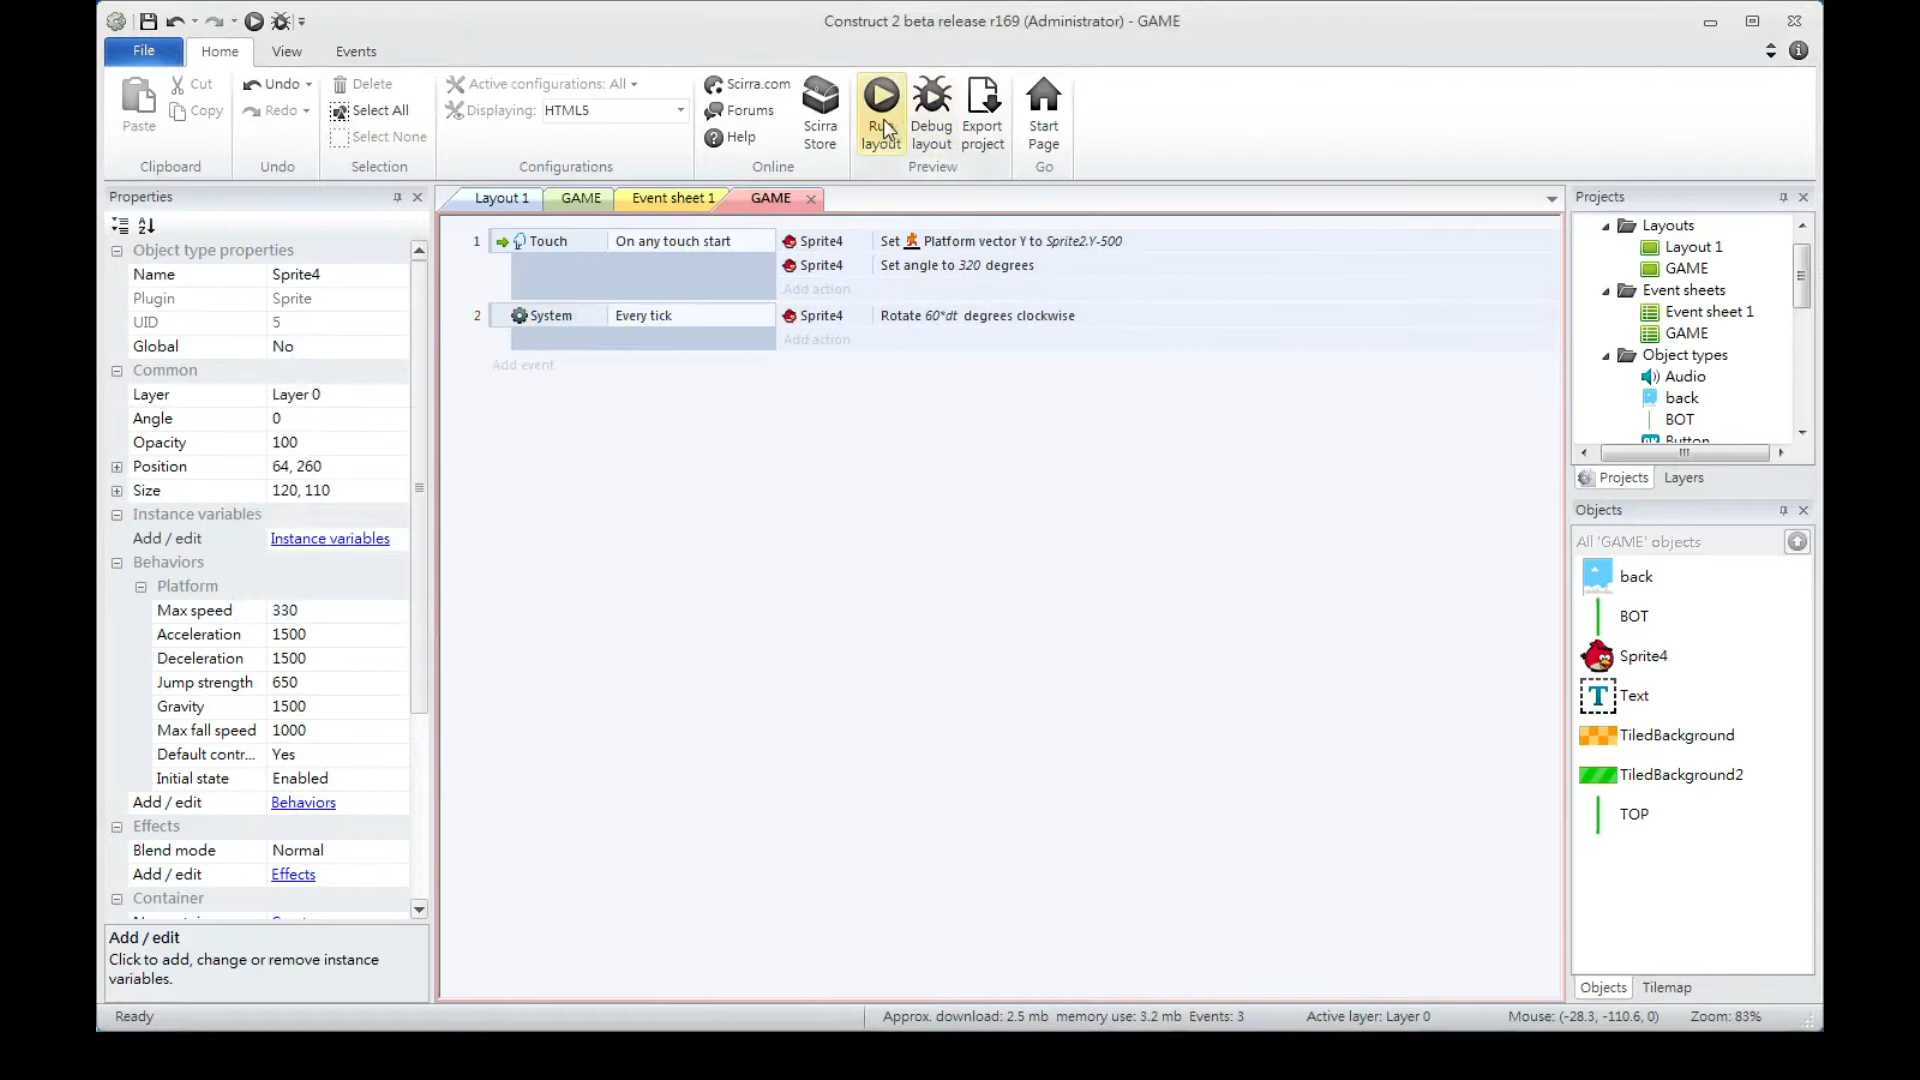 Construct 2 beta release r169 (Administrator) - GAME
File Home View Events
Paste Cut Copy
Clipboard
Undo
Redo
Undo
Delete
Select All
Select None
Selection
Active configurations: All
Displaying: HTML5
Configurations
Scirra.com
Forums
Help
Scirra Store
Online
Run layout
Debug layout
Export project
Preview
Start Page
Go
Properties
Layout 1 GAME Event sheet 1 GAME
Object type properties
Name Sprite4
Plugin Sprite
UID 5
Global No
Common
Layer Layer 0
Angle 0
Opacity 100
Position 64, 260
Size 120, 110
Instance variables
Add / edit Instance variables
Behaviors
Platform
Max speed 330
Acceleration 1500
Deceleration 1500
Jump strength 650
Gravity 1500
Max fall speed 1000
Default contr... Yes
Initial state Enabled
Add / edit Behaviors
Effects
Blend mode Normal
Add / edit Effects
Container
Add / edit
Click to add, change or remove instance
variables.
1 Touch On any touch start Sprite4 Set Platform vector Y to Sprite2.Y-500
Sprite4 Set angle to 320 degrees
Add action
2 System Every tick Sprite4 Rotate 60*dt degrees clockwise
Add action
Add event
Projects
Layouts
Layout 1
GAME
Event sheets
Event sheet 1
GAME
Object types
Audio
back
BOT
Button
Projects Layers
Objects
All 'GAME' objects
back
BOT
Sprite4
Text
TiledBackground
TiledBackground2
TOP
Objects Tilemap
Ready Approx. download: 2.5 mb memory use: 3.2 mb Events: 3 Active layer: Layer 0 Mouse: (-28.3, -110.6, 0) Zoom: 83%